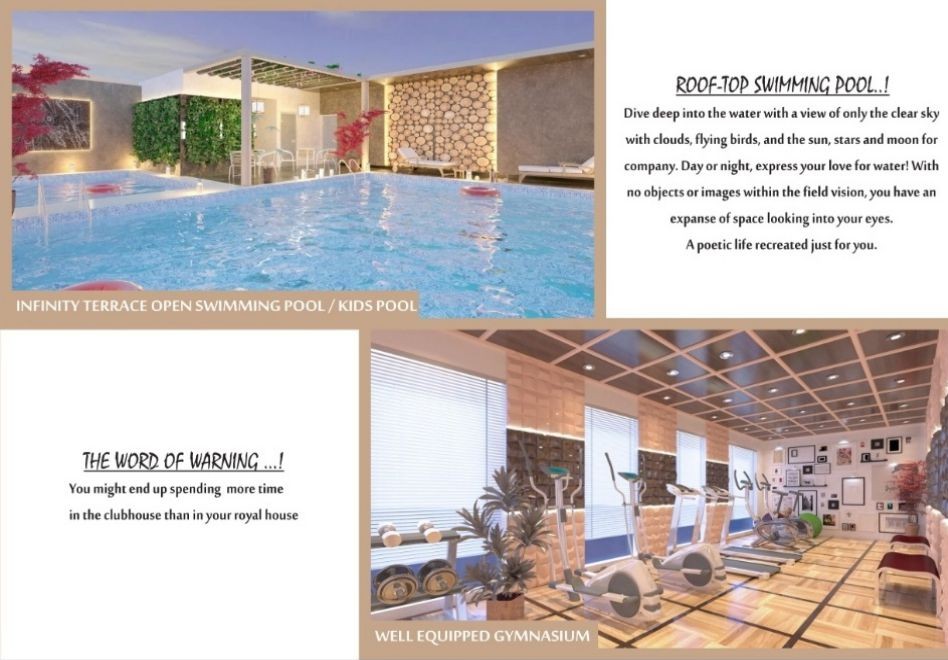 ROOF-TOP SWIMMING POOL..!
Dive deep into the water with a view of only the clear sky
with clouds, flying birds, and the sun, stars and moon for
company. Day or night, express your love for water! With
no objects or images within the field vision, you have an
expanse of space looking into your eyes.
A poetic life recreated just for you.
INFINITY TERRACE OPEN SWIMMING POOL / KIDS POOL
THE WORD OF WARNING ...!
You might end up spending more time
in the clubhouse than in your royal house
WELL EQUIPPED GYMNASIUM